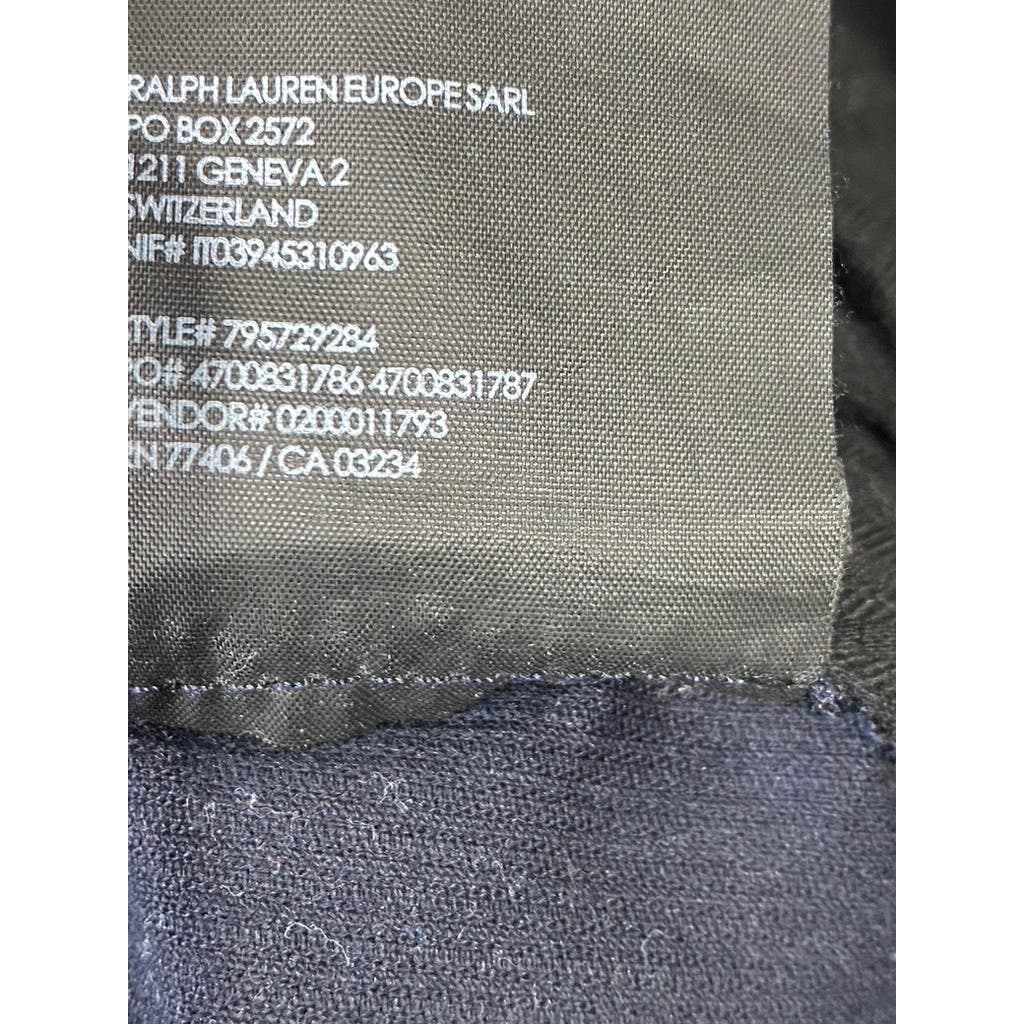 RALPH LAUREN EUROPE SARL
PO BOX 2572
1211 GENEVA 2
SWITZERLAND
NIF# IT03945310963
STYLE# 795729284
PO# 4700831786 4700831787
VENDOR# 0200011793
RN 77406 / CA 03234